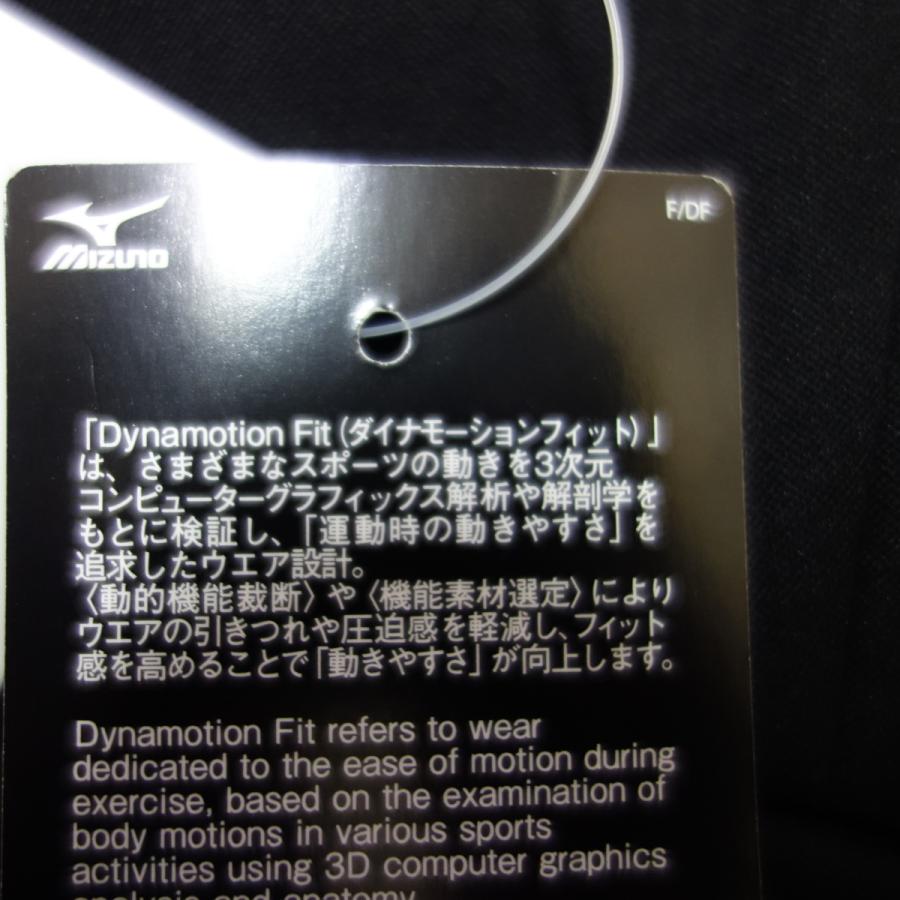 MIZUNO
F/DF
「Dynamotion Fit（ダイナモーションフィット）」
は、さまざまなスポーツの動きを3次元
コンピューターグラフィックス解析や解剖学を
もとに検証し、「運動時の動きやすさ」を
追求したウエア設計。
〈動的機能裁断〉や〈機能素材選定〉により
ウエアの引きつれや圧迫感を軽減し、フィット
感を高めることで「動きやすさ」が向上します。
Dynamotion Fit refers to wear
dedicated to the ease of motion during
exercise, based on the examination of
body motions in various sports
activities using 3D computer graphics
analysis and anatomy.